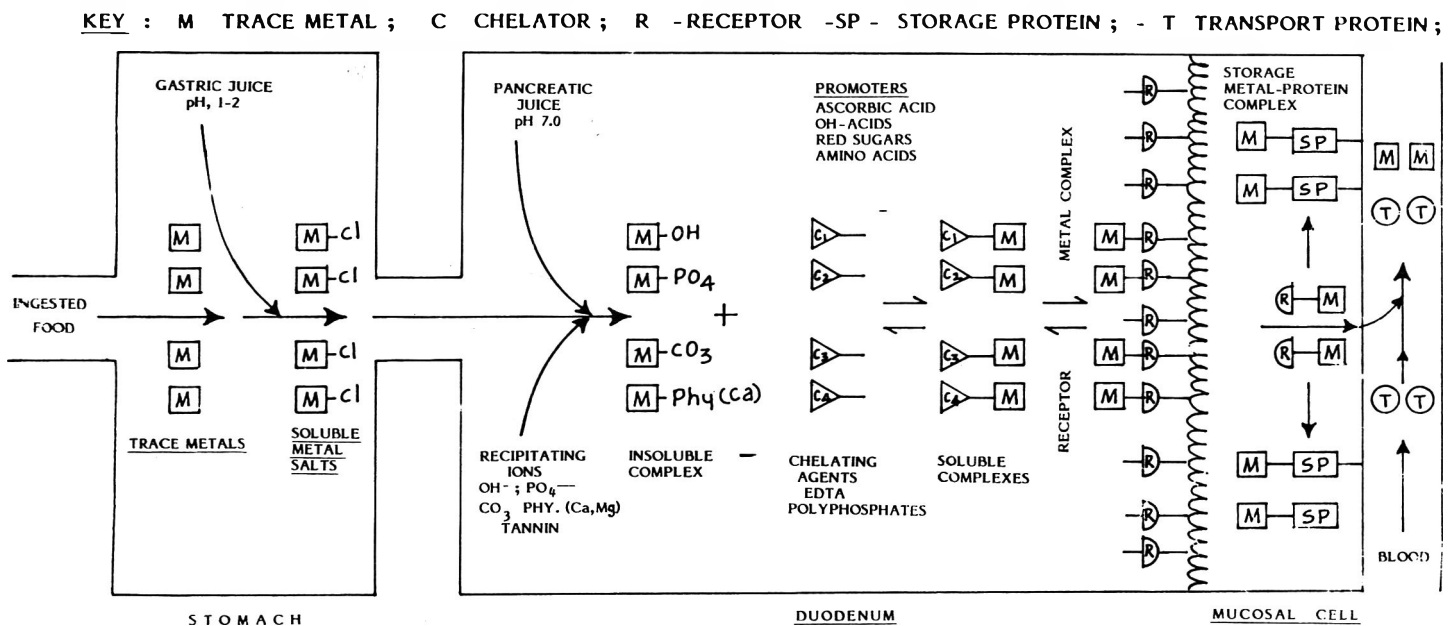 KEY : M TRACE METAL ; C CHELATOR ; R -RECEPTOR -SP - STORAGE PROTEIN ; - T TRANSPORT PROTEIN ;
GASTRIC JUICE
pH, 1-2
PANCREATIC
JUICE
pH 7.0
PROMOTERS
ASCORBIC ACID
OH-ACIDS
RED SUGARS
AMINO ACIDS
STORAGE
METAL-PROTEIN
COMPLEX
METAL COMPLEX
RECEPTOR
R
R
R
R
R
R
R
R
R
R
R
M-SP
M-SP
M M
T T
M
M
M
M
M-Cl
M-Cl
M-Cl
M-Cl
M-OH
M-PO4
+
M-CO3
M-Phy(Ca)
C1
C2
C3
C4
C1-M
C2-M
C3-M
C4-M
M
M
M
M
R-M
R-M
T T
INGESTED
FOOD
TRACE METALS
SOLUBLE
METAL
SALTS
RECIPITATING
IONS
OH- ; PO4--
CO3 PHY. (Ca,Mg)
TANNIN
INSOLUBLE
COMPLEX
CHELATING
AGENTS
EDTA
POLYPHOSPHATES
SOLUBLE
COMPLEXES
M-SP
M-SP
BLOOD
STOMACH
DUODENUM
MUCOSAL CELL